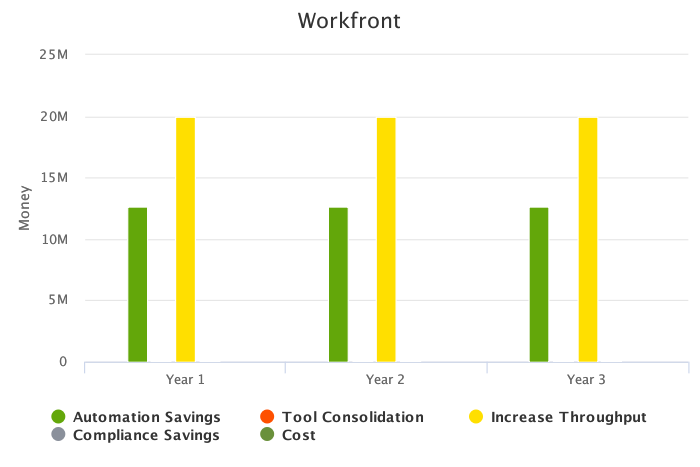 Workfront
25M
20M
15M
10M
5M
0
Money
Year 1 Year 2 Year 3
Automation Savings Tool Consolidation Increase Throughput
Compliance Savings Cost